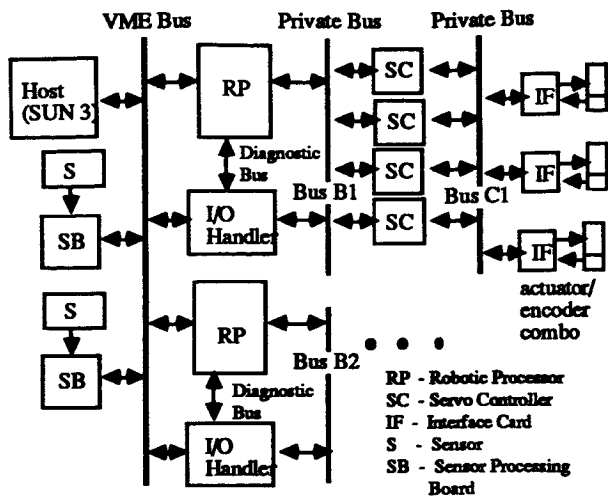 VME Bus
Private Bus
Private Bus
Host
(SUN 3)
RP
SC
SC
SC
SC
IF
IF
IF
S
SB
Diagnostic
Bus
I/O
Handler
Bus B1
Bus C1
actuator/
encoder
combo
S
SB
RP
Diagnostic
Bus
I/O
Handler
Bus B2
• • •
RP - Robotic Processor
SC - Servo Controller
IF - Interface Card
S - Sensor
SB - Sensor Processing
Board